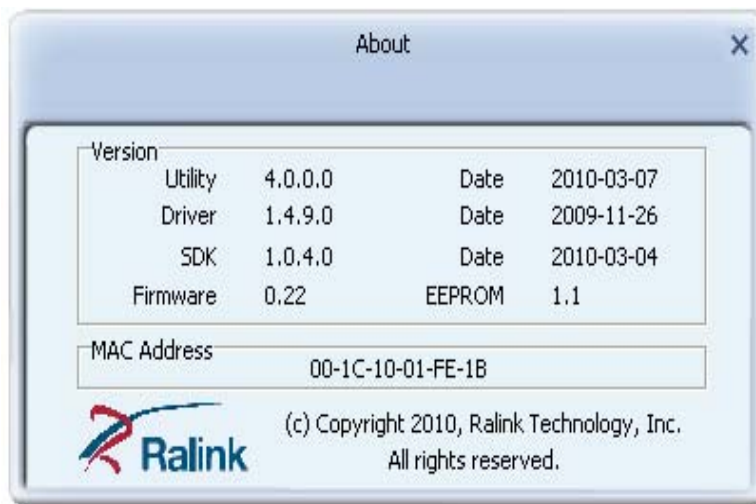 About
Version
Utility 4.0.0.0 Date 2010-03-07
Driver 1.4.9.0 Date 2009-11-26
SDK 1.0.4.0 Date 2010-03-04
Firmware 0.22 EEPROM 1.1
MAC Address
00-1C-10-01-FE-1B
Ralink
(c) Copyright 2010, Ralink Technology, Inc.
All rights reserved.